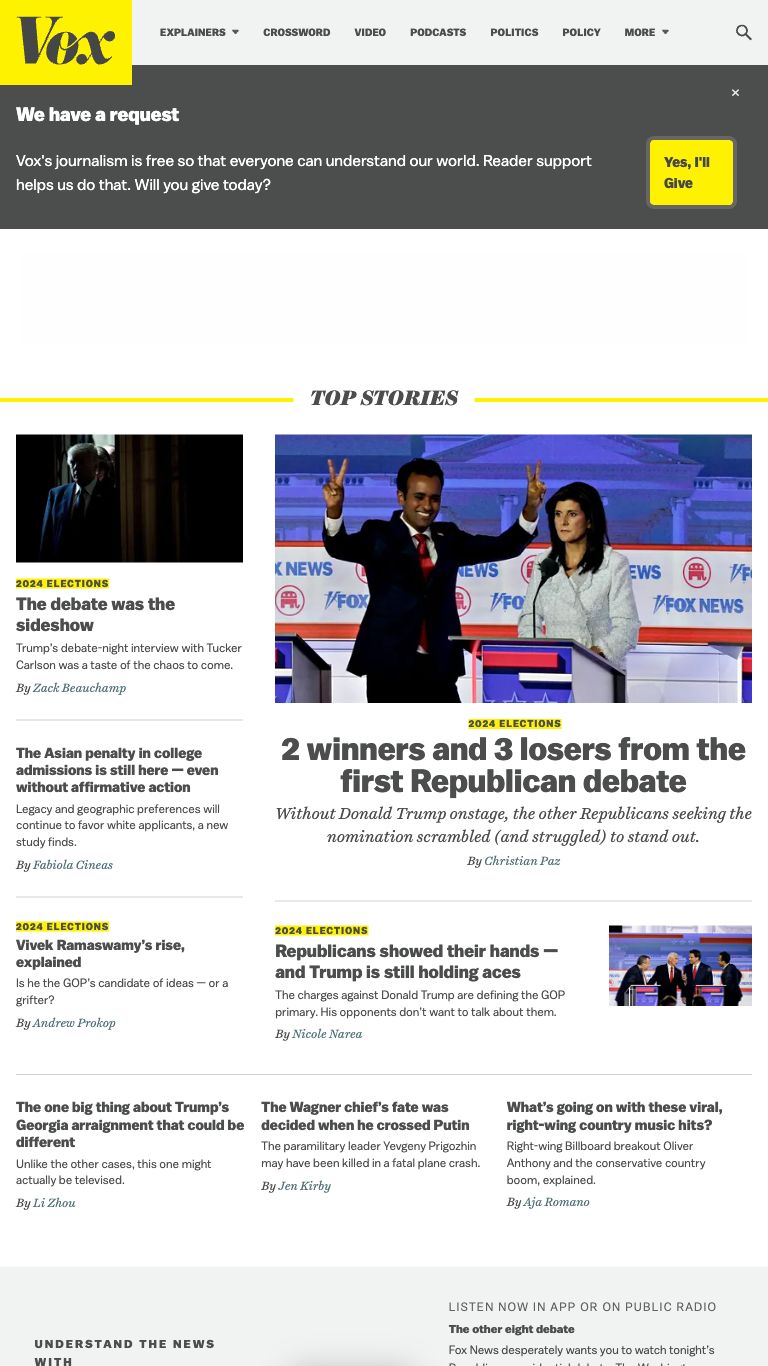 Vox
EXPLAINERS
CROSSWORD
VIDEO
PODCASTS
POLITICS
POLICY
MORE
×
We have a request
Vox's journalism is free so that everyone can understand our world. Reader support
helps us do that. Will you give today?
Yes, I'll
Give
TOP STORIES
2024 ELECTIONS
The debate was the
sideshow
Trump's debate-night interview with Tucker
Carlson was a taste of the chaos to come.
By Zack Beauchamp
The Asian penalty in college
admissions is still here — even
without affirmative action
Legacy and geographic preferences will
continue to favor white applicants, a new
study finds.
By Fabiola Cineas
2024 ELECTIONS
Vivek Ramaswamy's rise,
explained
Is he the GOP's candidate of ideas — or a
grifter?
By Andrew Prokop
NEWS
FOX
EWS
FOX NEWS
2024 ELECTIONS
2 winners and 3 losers from the
first Republican debate
Without Donald Trump onstage, the other Republicans seeking the
nomination scrambled (and struggled) to stand out.
By Christian Paz
2024 ELECTIONS
Republicans showed their hands —
and Trump is still holding aces
The charges against Donald Trump are defining the GOP
primary. His opponents don't want to talk about them.
By Nicole Narea
The one big thing about Trump's
Georgia arraignment that could be
different
Unlike the other cases, this one might
actually be televised.
By Li Zhou
The Wagner chief's fate was
decided when he crossed Putin
The paramilitary leader Yevgeny Prigozhin
may have been killed in a fatal plane crash.
By Jen Kirby
What's going on with these viral,
right-wing country music hits?
Right-wing Billboard breakout Oliver
Anthony and the conservative country
boom, explained.
By Aja Romano
UNDERSTAND THE NEWS
WITH
LISTEN NOW IN APP OR ON PUBLIC RADIO
The other eight debate
Fox News desperately wants you to watch tonight's